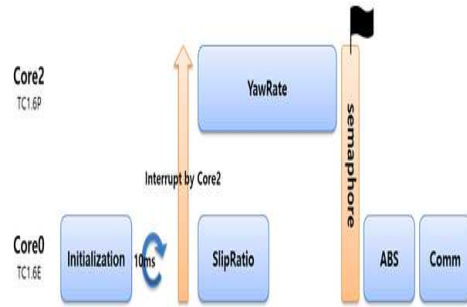 Core2
TC1.6P
YawRate
semaphore
Interrupt by Core2
Core0
TC1.6E
Initialization
10ms
SlipRatio
ABS
Comm